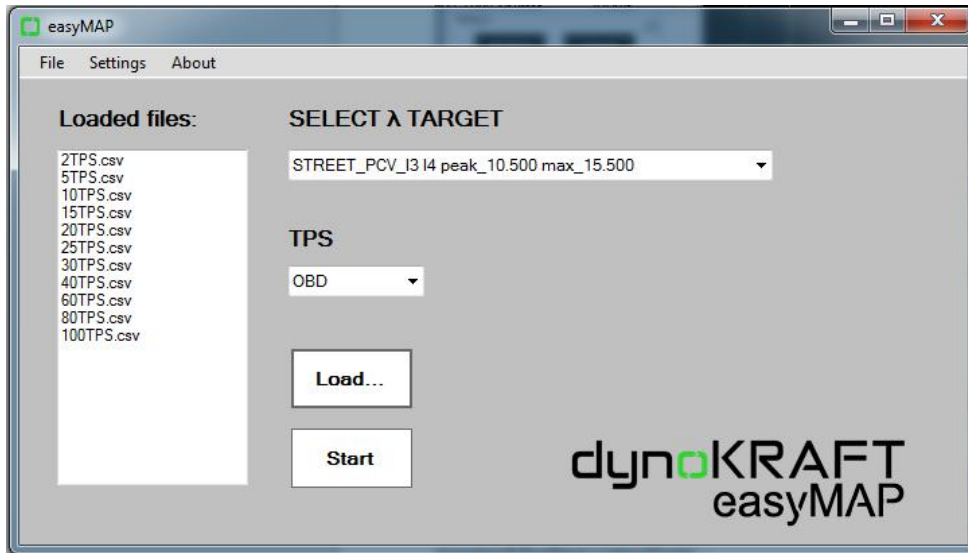 easyMAP
File Settings About
Loaded files:
2TPS.csv
5TPS.csv
10TPS.csv
15TPS.csv
20TPS.csv
25TPS.csv
30TPS.csv
40TPS.csv
60TPS.csv
80TPS.csv
100TPS.csv
SELECT λ TARGET
STREET_PCV_I3 I4 peak_10.500 max_15.500
TPS
OBD
Load...
Start
dynoKRAFT
easyMAP